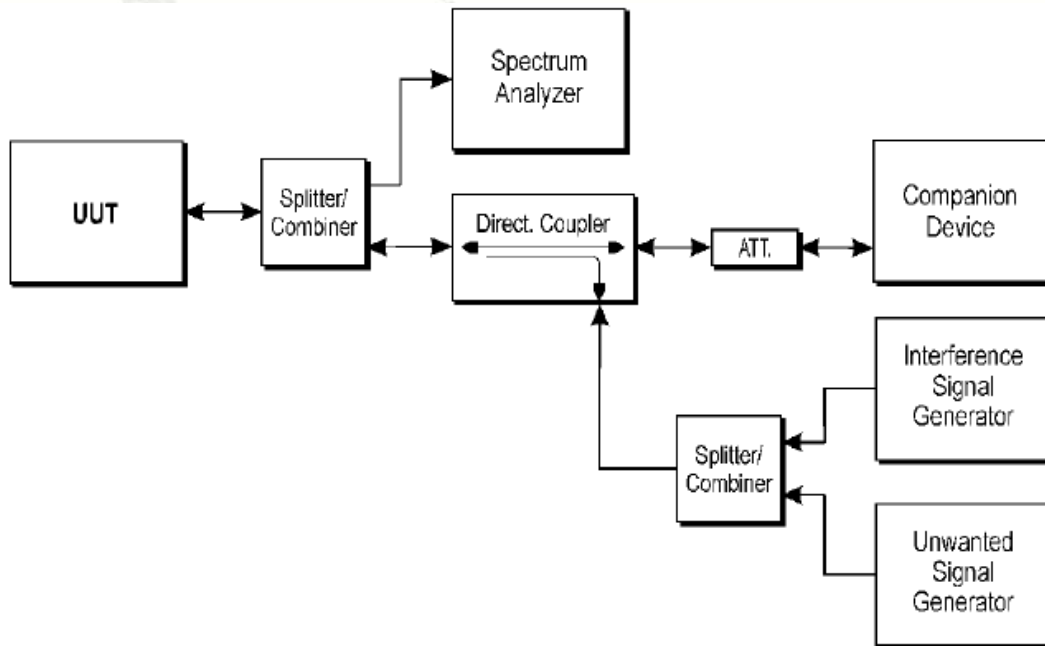 Spectrum
Analyzer
UUT
Splitter/
Combiner
Direct. Coupler
ATT.
Companion
Device
Interference
Signal
Generator
Splitter/
Combiner
Unwanted
Signal
Generator